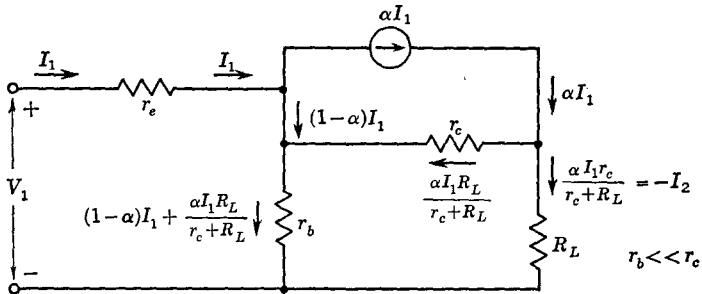 αI₁
I₁
I₁
+
rₑ
αI₁
(1-α)I₁
r_c
V₁
αI₁R_L / r_c+R_L
αI₁r_c / r_c+R_L = -I₂
(1-α)I₁ + αI₁R_L / r_c+R_L
r_b
R_L
r_b << r_c
-